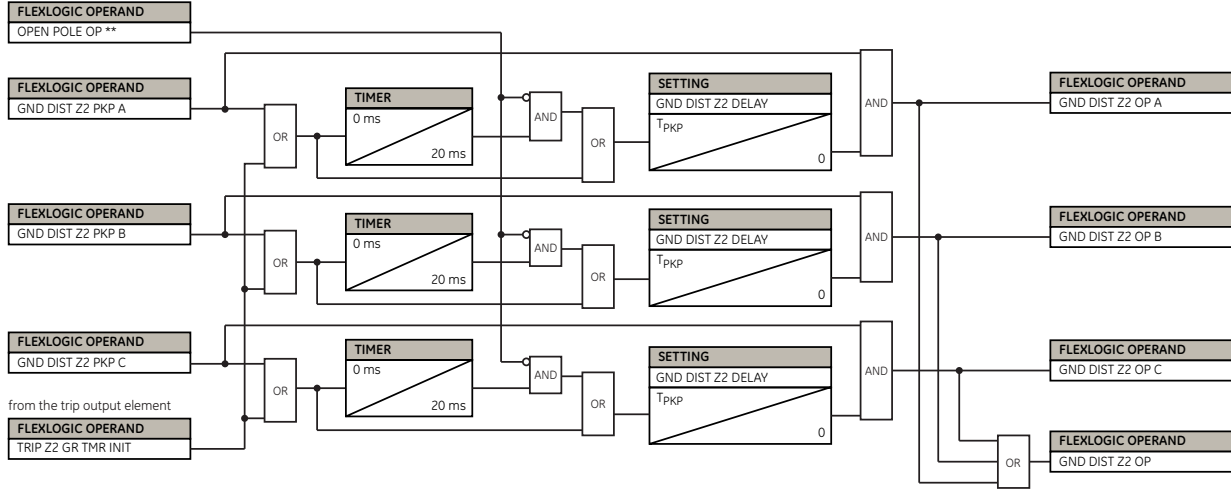 FLEXLOGIC OPERAND
OPEN POLE OP **
FLEXLOGIC OPERAND
GND DIST Z2 PKP A
OR
TIMER
0 ms
20 ms
AND
OR
SETTING
GND DIST Z2 DELAY
TPKP
0
AND
FLEXLOGIC OPERAND
GND DIST Z2 OP A
FLEXLOGIC OPERAND
GND DIST Z2 PKP B
OR
TIMER
0 ms
20 ms
AND
OR
SETTING
GND DIST Z2 DELAY
TPKP
0
AND
FLEXLOGIC OPERAND
GND DIST Z2 OP B
FLEXLOGIC OPERAND
GND DIST Z2 PKP C
OR
TIMER
0 ms
20 ms
AND
OR
SETTING
GND DIST Z2 DELAY
TPKP
0
AND
FLEXLOGIC OPERAND
GND DIST Z2 OP C
from the trip output element
FLEXLOGIC OPERAND
TRIP Z2 GR TMR INIT
OR
FLEXLOGIC OPERAND
GND DIST Z2 OP